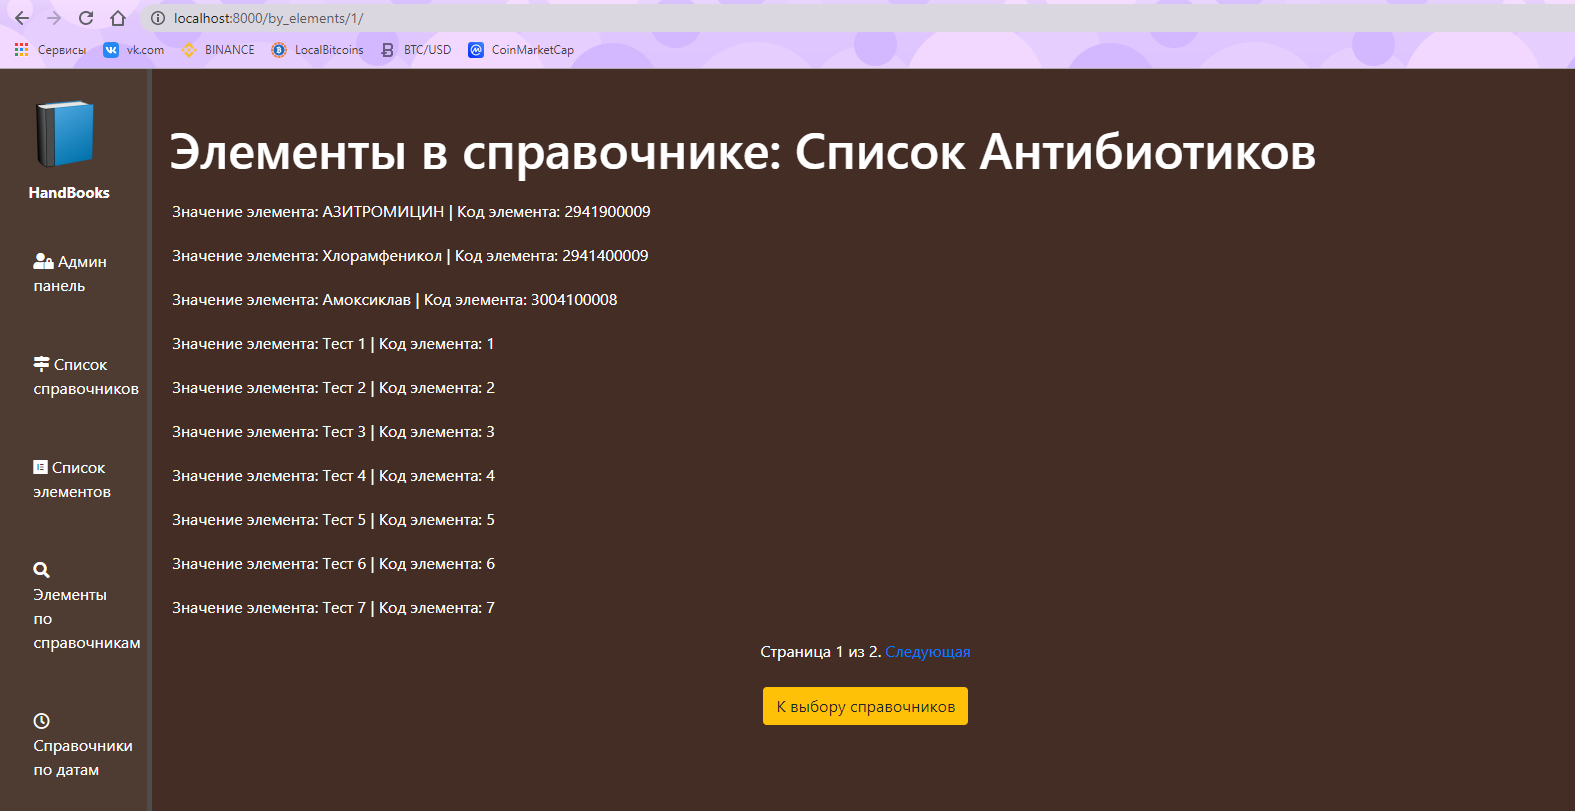 localhost:8000/by_elements/1/
Сервисы vk.com BINANCE LocalBitcoins BTC/USD CoinMarketCap
HandBooks
Админ
панель
Список
справочников
Список
элементов
Элементы
по
справочникам
Справочники
по датам
Элементы в справочнике: Список Антибиотиков
Значение элемента: АЗИТРОМИЦИН | Код элемента: 2941900009
Значение элемента: Хлорамфеникол | Код элемента: 2941400009
Значение элемента: Амоксиклав | Код элемента: 3004100008
Значение элемента: Тест 1 | Код элемента: 1
Значение элемента: Тест 2 | Код элемента: 2
Значение элемента: Тест 3 | Код элемента: 3
Значение элемента: Тест 4 | Код элемента: 4
Значение элемента: Тест 5 | Код элемента: 5
Значение элемента: Тест 6 | Код элемента: 6
Значение элемента: Тест 7 | Код элемента: 7
Страница 1 из 2. Следующая
К выбору справочников